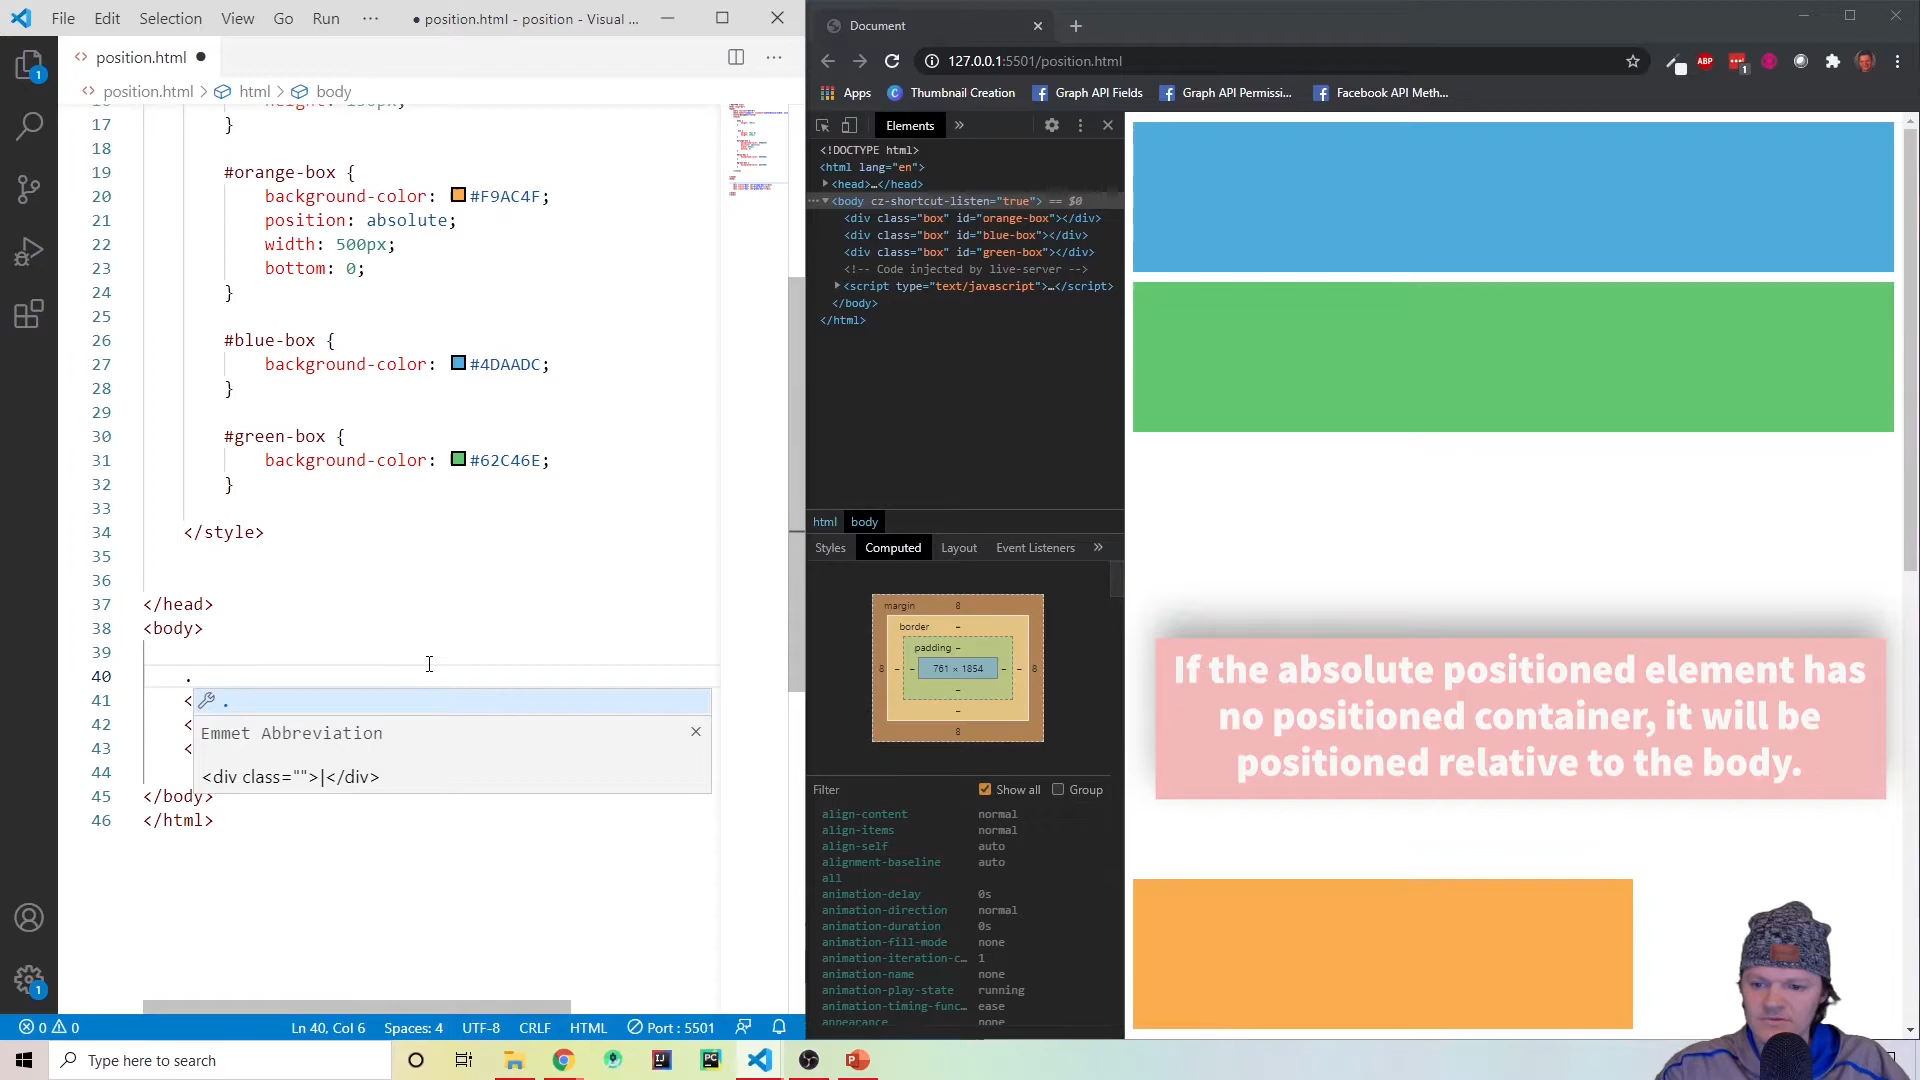 File Edit Selection View Go Run ··· ● position.html - position - Visual ...
position.html ●
position.html > html > body
17 }
18
19 #orange-box {
20 background-color: #F9AC4F;
21 position: absolute;
22 width: 500px;
23 bottom: 0;
24 }
25
26 #blue-box {
27 background-color: #4DAADC;
28 }
29
30 #green-box {
31 background-color: #62C46E;
32 }
33
34 </style>
35
36
37 </head>
38 <body>
39
40 .
41 <
42 <
43 <
44
45 </body>
46 </html>
.
Emmet Abbreviation
<div class="">|</div>
0 0 Ln 40, Col 6 Spaces: 4 UTF-8 CRLF HTML Port : 5501
Type here to search
Document
127.0.0.1:5501/position.html
ABP
1
Apps Thumbnail Creation Graph API Fields Graph API Permissi... Facebook API Meth...
Elements »
<!DOCTYPE html>
<html lang="en">
<head>…</head>
<body cz-shortcut-listen="true"> == $0
<div class="box" id="orange-box"></div>
<div class="box" id="blue-box"></div>
<div class="box" id="green-box"></div>
<!-- Code injected by live-server -->
<script type="text/javascript">…</script>
</body>
</html>
html body
Styles Computed Layout Event Listeners »
margin 8
border –
padding –
8 – – 761 × 1854 – – 8
–
–
8
Filter Show all Group
align-content normal
align-items normal
align-self auto
alignment-baseline auto
all
animation-delay 0s
animation-direction normal
animation-duration 0s
animation-fill-mode none
animation-iteration-c… 1
animation-name none
animation-play-state running
animation-timing-func… ease
appearance none
If the absolute positioned element has
no positioned container, it will be
positioned relative to the body.